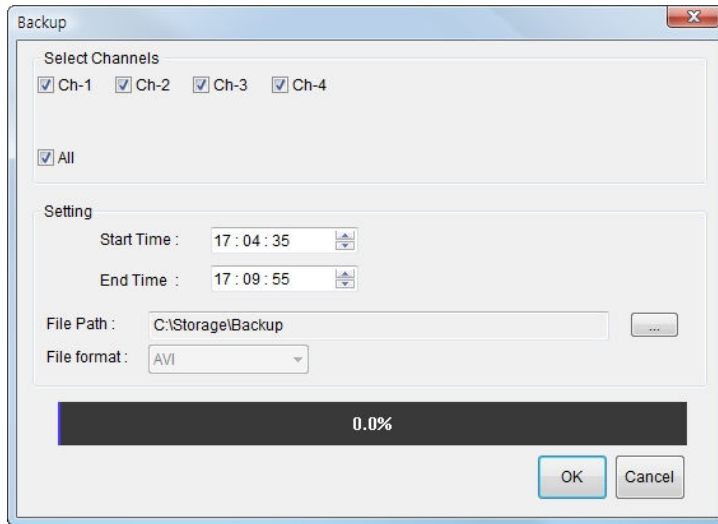 Backup
Select Channels
Ch-1 Ch-2 Ch-3 Ch-4
All
Setting
Start Time : 17 : 04 : 35
End Time : 17 : 09 : 55
File Path : C:\Storage\Backup ...
File format : AVI
0.0%
OK Cancel